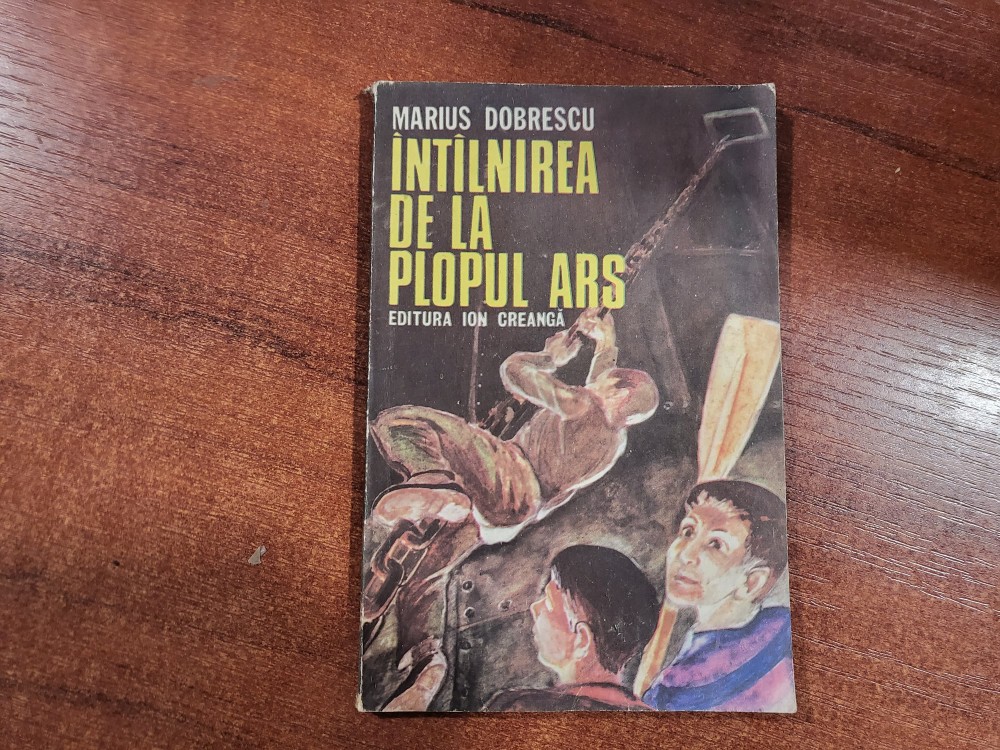 MARIUS DOBRESCU
ÎNTÎLNIREA
DE LA
PLOPUL ARS
EDITURA ION CREANGĂ